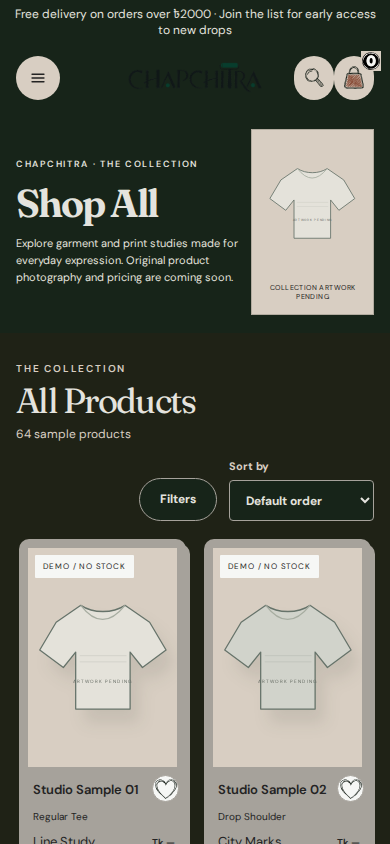 Free delivery on orders over ৳2000 · Join the list for early access
to new drops
CHAPCHITRA
0
CHAPCHITRA · THE COLLECTION
Shop All
Explore garment and print studies made for
everyday expression. Original product
photography and pricing are coming soon.
ARTWORK PENDING
COLLECTION ARTWORK
PENDING
THE COLLECTION
All Products
64 sample products
Sort by
Filters
Default order
DEMO / NO STOCK
DEMO / NO STOCK
ARTWORK PENDING
ARTWORK PENDING
Studio Sample 01
Studio Sample 02
Regular Tee
Drop Shoulder
Line Study
Tk —
City Marks
Tk —